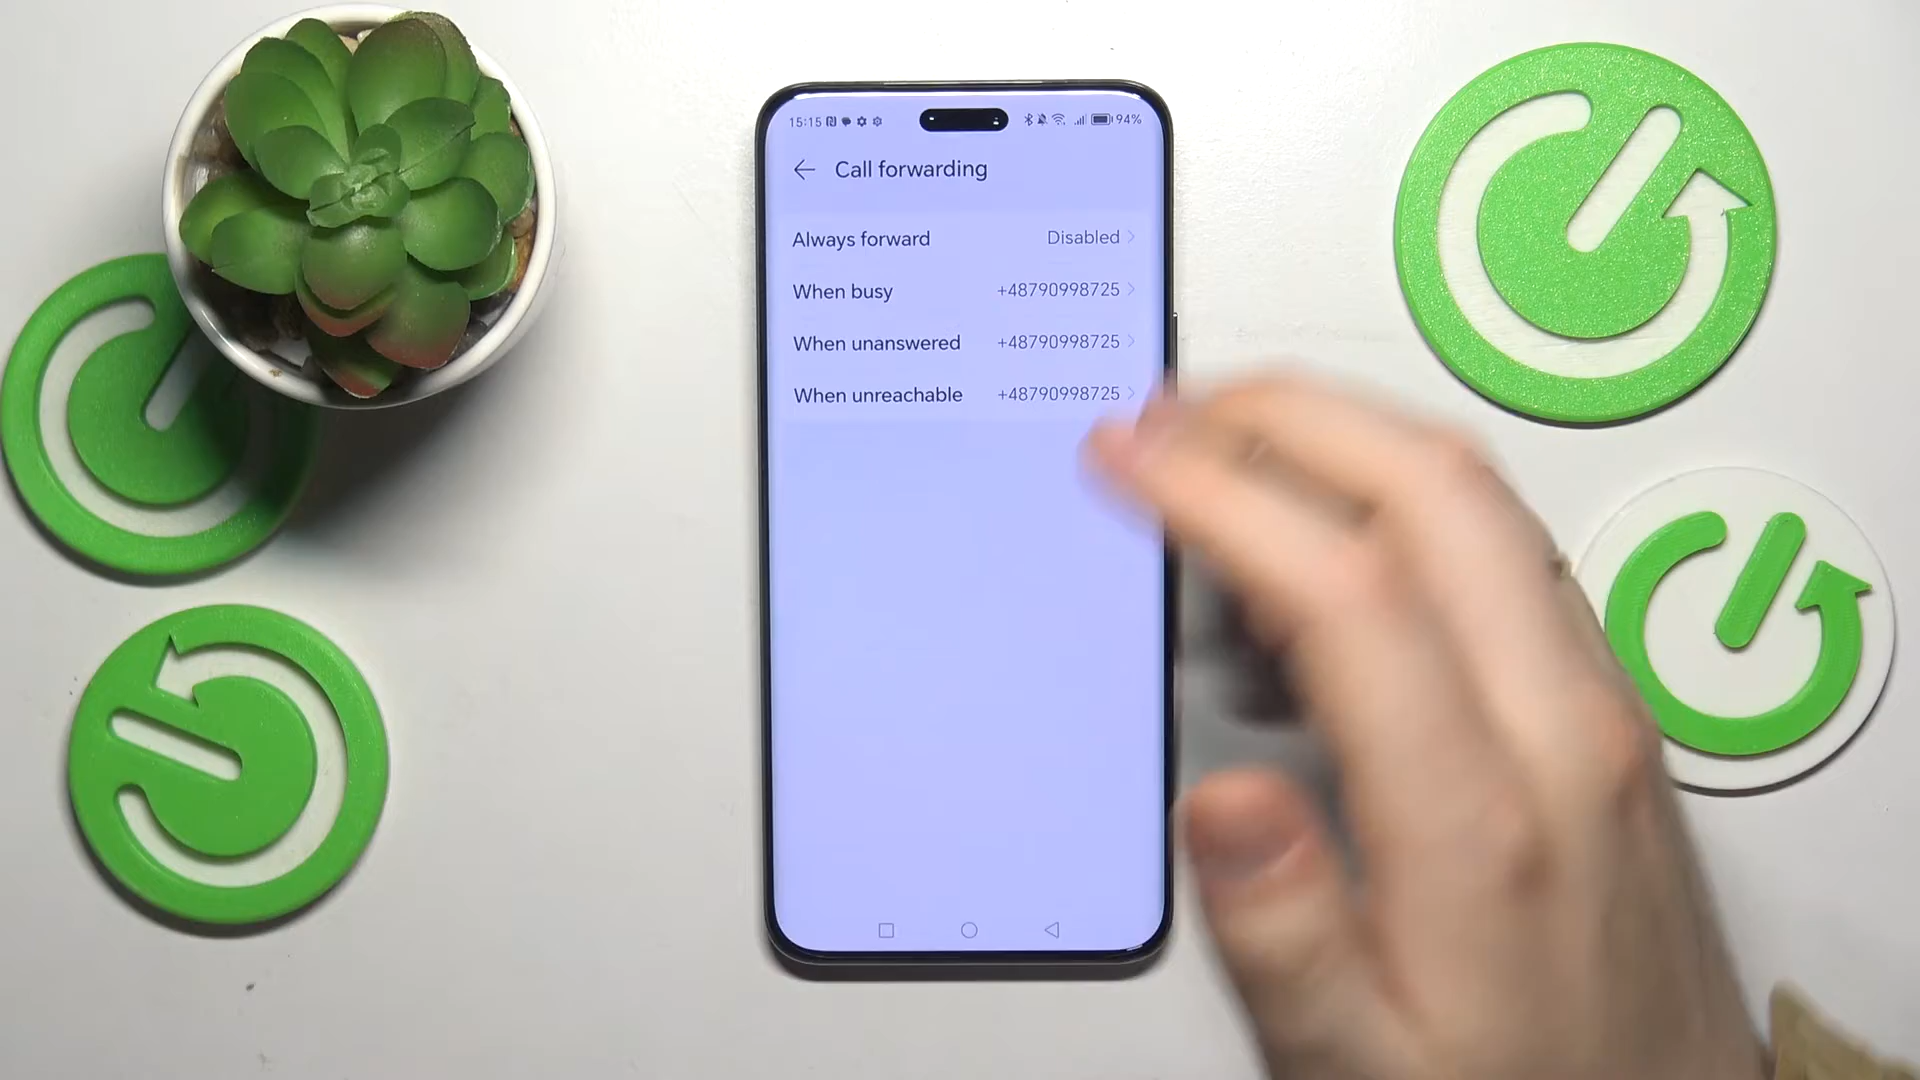 15:15 94%
Call forwarding
Always forward Disabled
When busy +48790998725
When unanswered +48790998725
When unreachable +48790998725